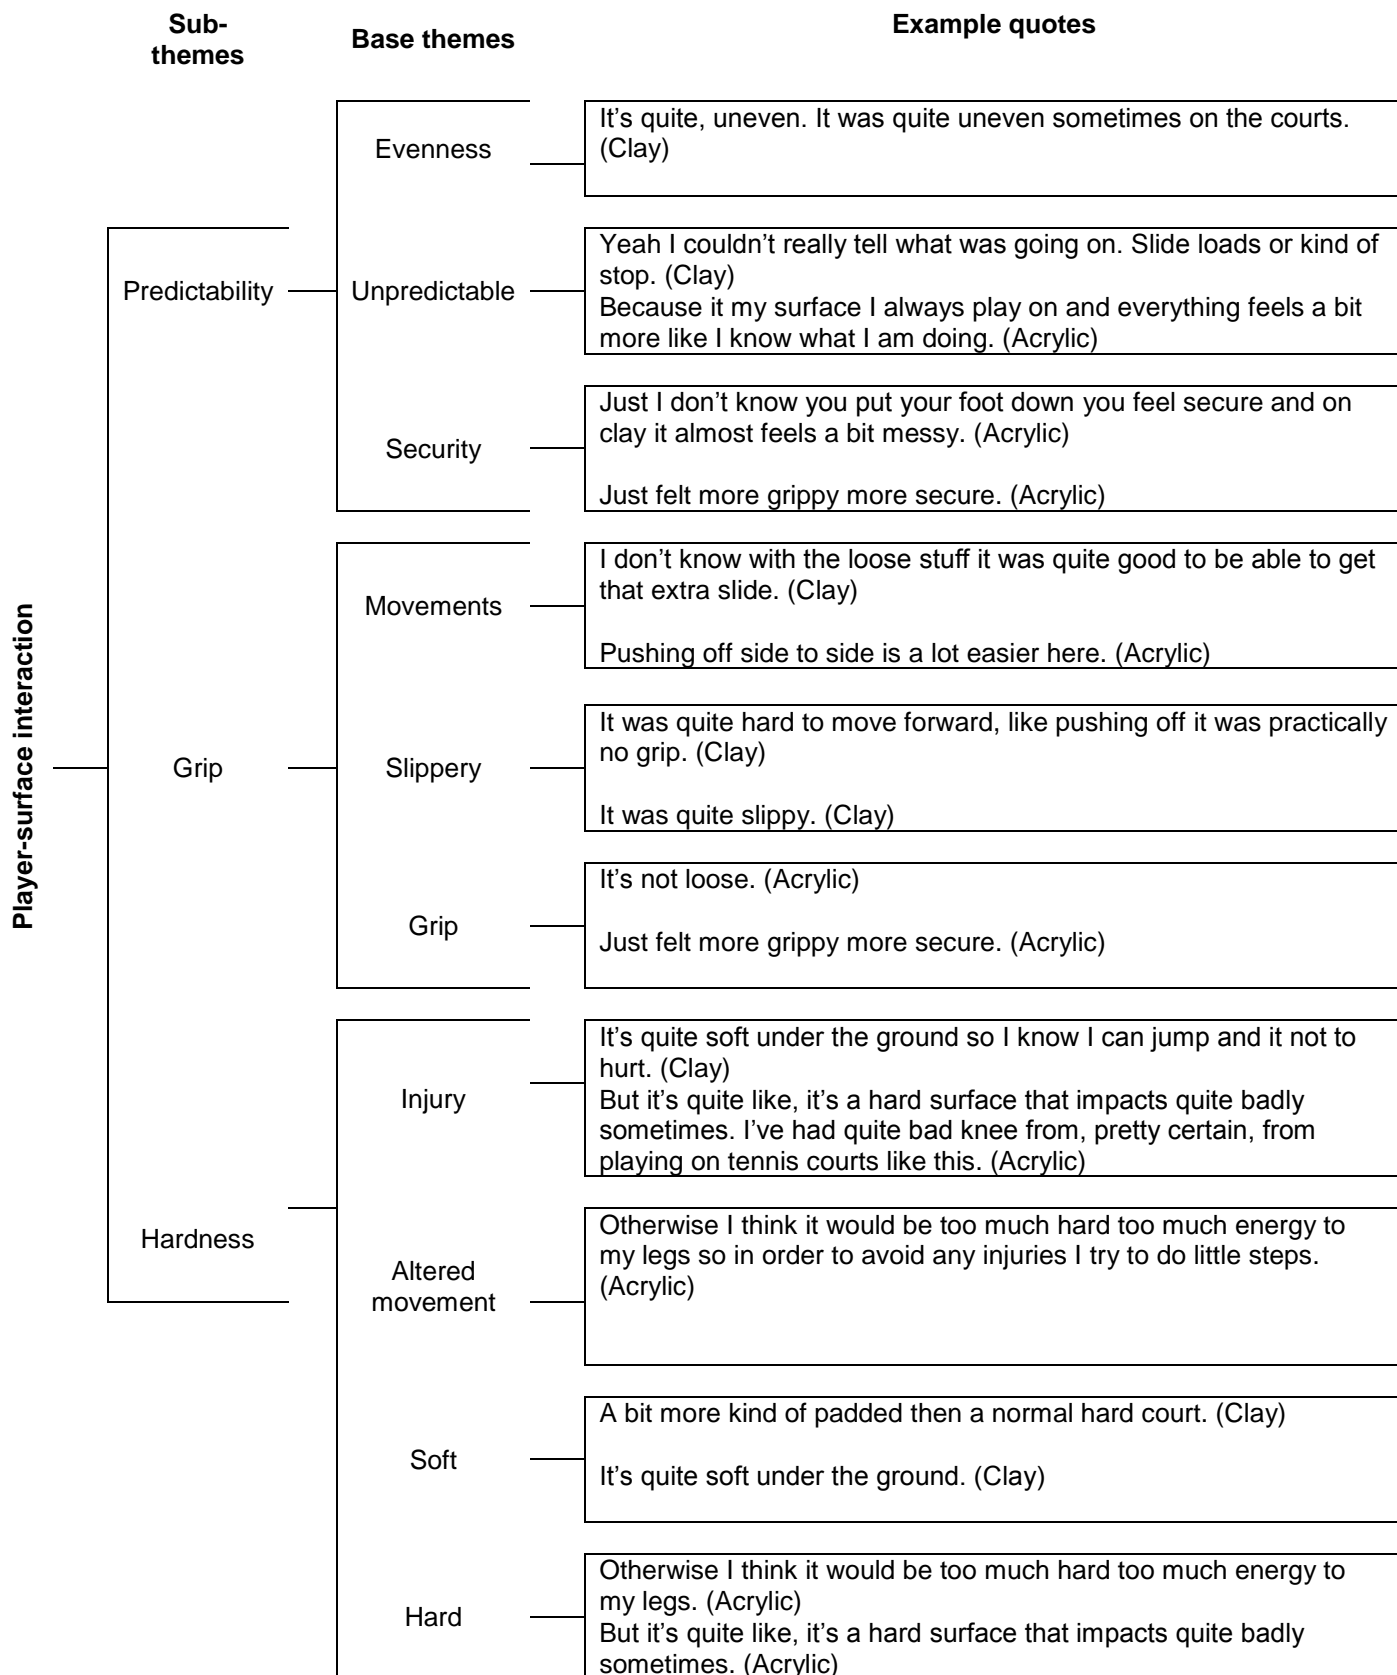 Sub-
themes
Base themes
Example quotes
Player-surface interaction
Predictability
Evenness
It’s quite, uneven. It was quite uneven sometimes on the courts.
(Clay)
Unpredictable
Yeah I couldn’t really tell what was going on. Slide loads or kind of
stop. (Clay)
Because it my surface I always play on and everything feels a bit
more like I know what I am doing. (Acrylic)
Security
Just I don’t know you put your foot down you feel secure and on
clay it almost feels a bit messy. (Acrylic)
Just felt more grippy more secure. (Acrylic)
Grip
Movements
I don’t know with the loose stuff it was quite good to be able to get
that extra slide. (Clay)
Pushing off side to side is a lot easier here. (Acrylic)
Slippery
It was quite hard to move forward, like pushing off it was practically
no grip. (Clay)
It was quite slippy. (Clay)
Grip
It’s not loose. (Acrylic)
Just felt more grippy more secure. (Acrylic)
Hardness
Injury
It’s quite soft under the ground so I know I can jump and it not to
hurt. (Clay)
But it’s quite like, it’s a hard surface that impacts quite badly
sometimes. I’ve had quite bad knee from, pretty certain, from
playing on tennis courts like this. (Acrylic)
Altered
movement
Otherwise I think it would be too much hard too much energy to
my legs so in order to avoid any injuries I try to do little steps.
(Acrylic)
Soft
A bit more kind of padded then a normal hard court. (Clay)
It’s quite soft under the ground. (Clay)
Hard
Otherwise I think it would be too much hard too much energy to
my legs. (Acrylic)
But it’s quite like, it’s a hard surface that impacts quite badly
sometimes. (Acrylic)